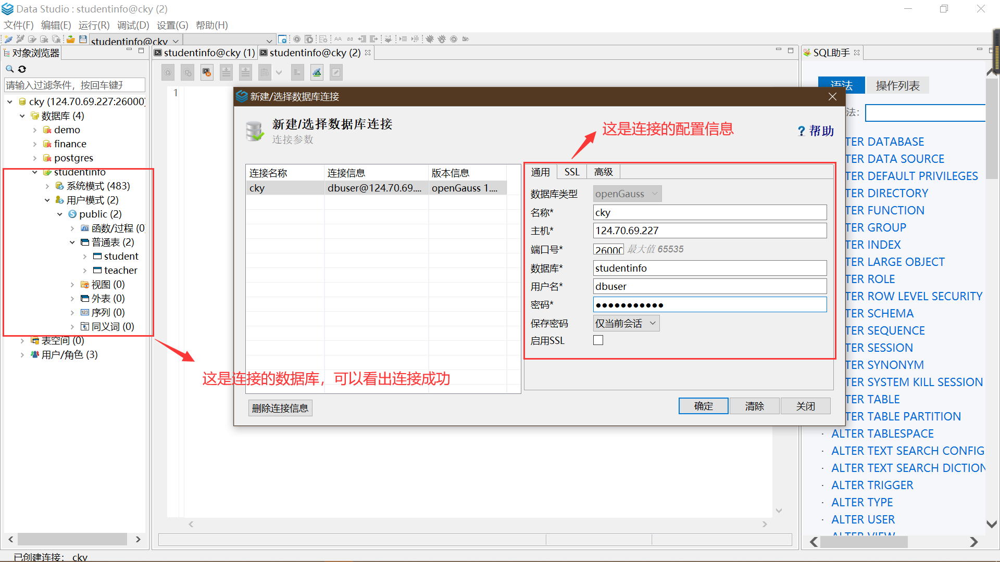 Data Studio : studentinfo@cky (2)
文件(F) 编辑(E) 运行(R) 调试(D) 设置(G) 帮助(H)
studentinfo@cky
对象浏览器
请输入过滤条件，按回车键开
cky (124.70.69.227:26000)
数据库 (4)
demo
finance
postgres
studentinfo
系统模式 (483)
用户模式 (2)
public (2)
函数/过程 (0)
普通表 (2)
student
teacher
视图 (0)
外表 (0)
序列 (0)
同义词 (0)
表空间 (0)
用户/角色 (3)
studentinfo@cky (1)
studentinfo@cky (2)
1
新建/选择数据库连接
新建/选择数据库连接
连接参数
这是连接的配置信息
? 帮助
连接名称 连接信息 版本信息
cky dbuser@124.70.69.... openGauss 1....
通用 SSL 高级
数据库类型 openGauss
名称* cky
主机* 124.70.69.227
端口号* 26000 最大值 65535
数据库* studentinfo
用户名* dbuser
密码* ●●●●●●●●●●●
保存密码 仅当前会话
启用SSL
这是连接的数据库，可以看出连接成功
删除连接信息
确定 清除 关闭
SQL助手
语法 操作列表
法：
TER DATABASE
TER DATA SOURCE
TER DEFAULT PRIVILEGES
TER DIRECTORY
TER FUNCTION
TER GROUP
TER INDEX
TER LARGE OBJECT
TER ROLE
TER ROW LEVEL SECURITY
TER SCHEMA
TER SEQUENCE
TER SESSION
TER SYNONYM
TER SYSTEM KILL SESSION
TER TABLE
TER TABLE PARTITION
· ALTER TABLESPACE
· ALTER TEXT SEARCH CONFIG
· ALTER TEXT SEARCH DICTION
· ALTER TRIGGER
· ALTER TYPE
· ALTER USER
ALTER VIEW
已创建连接： cky